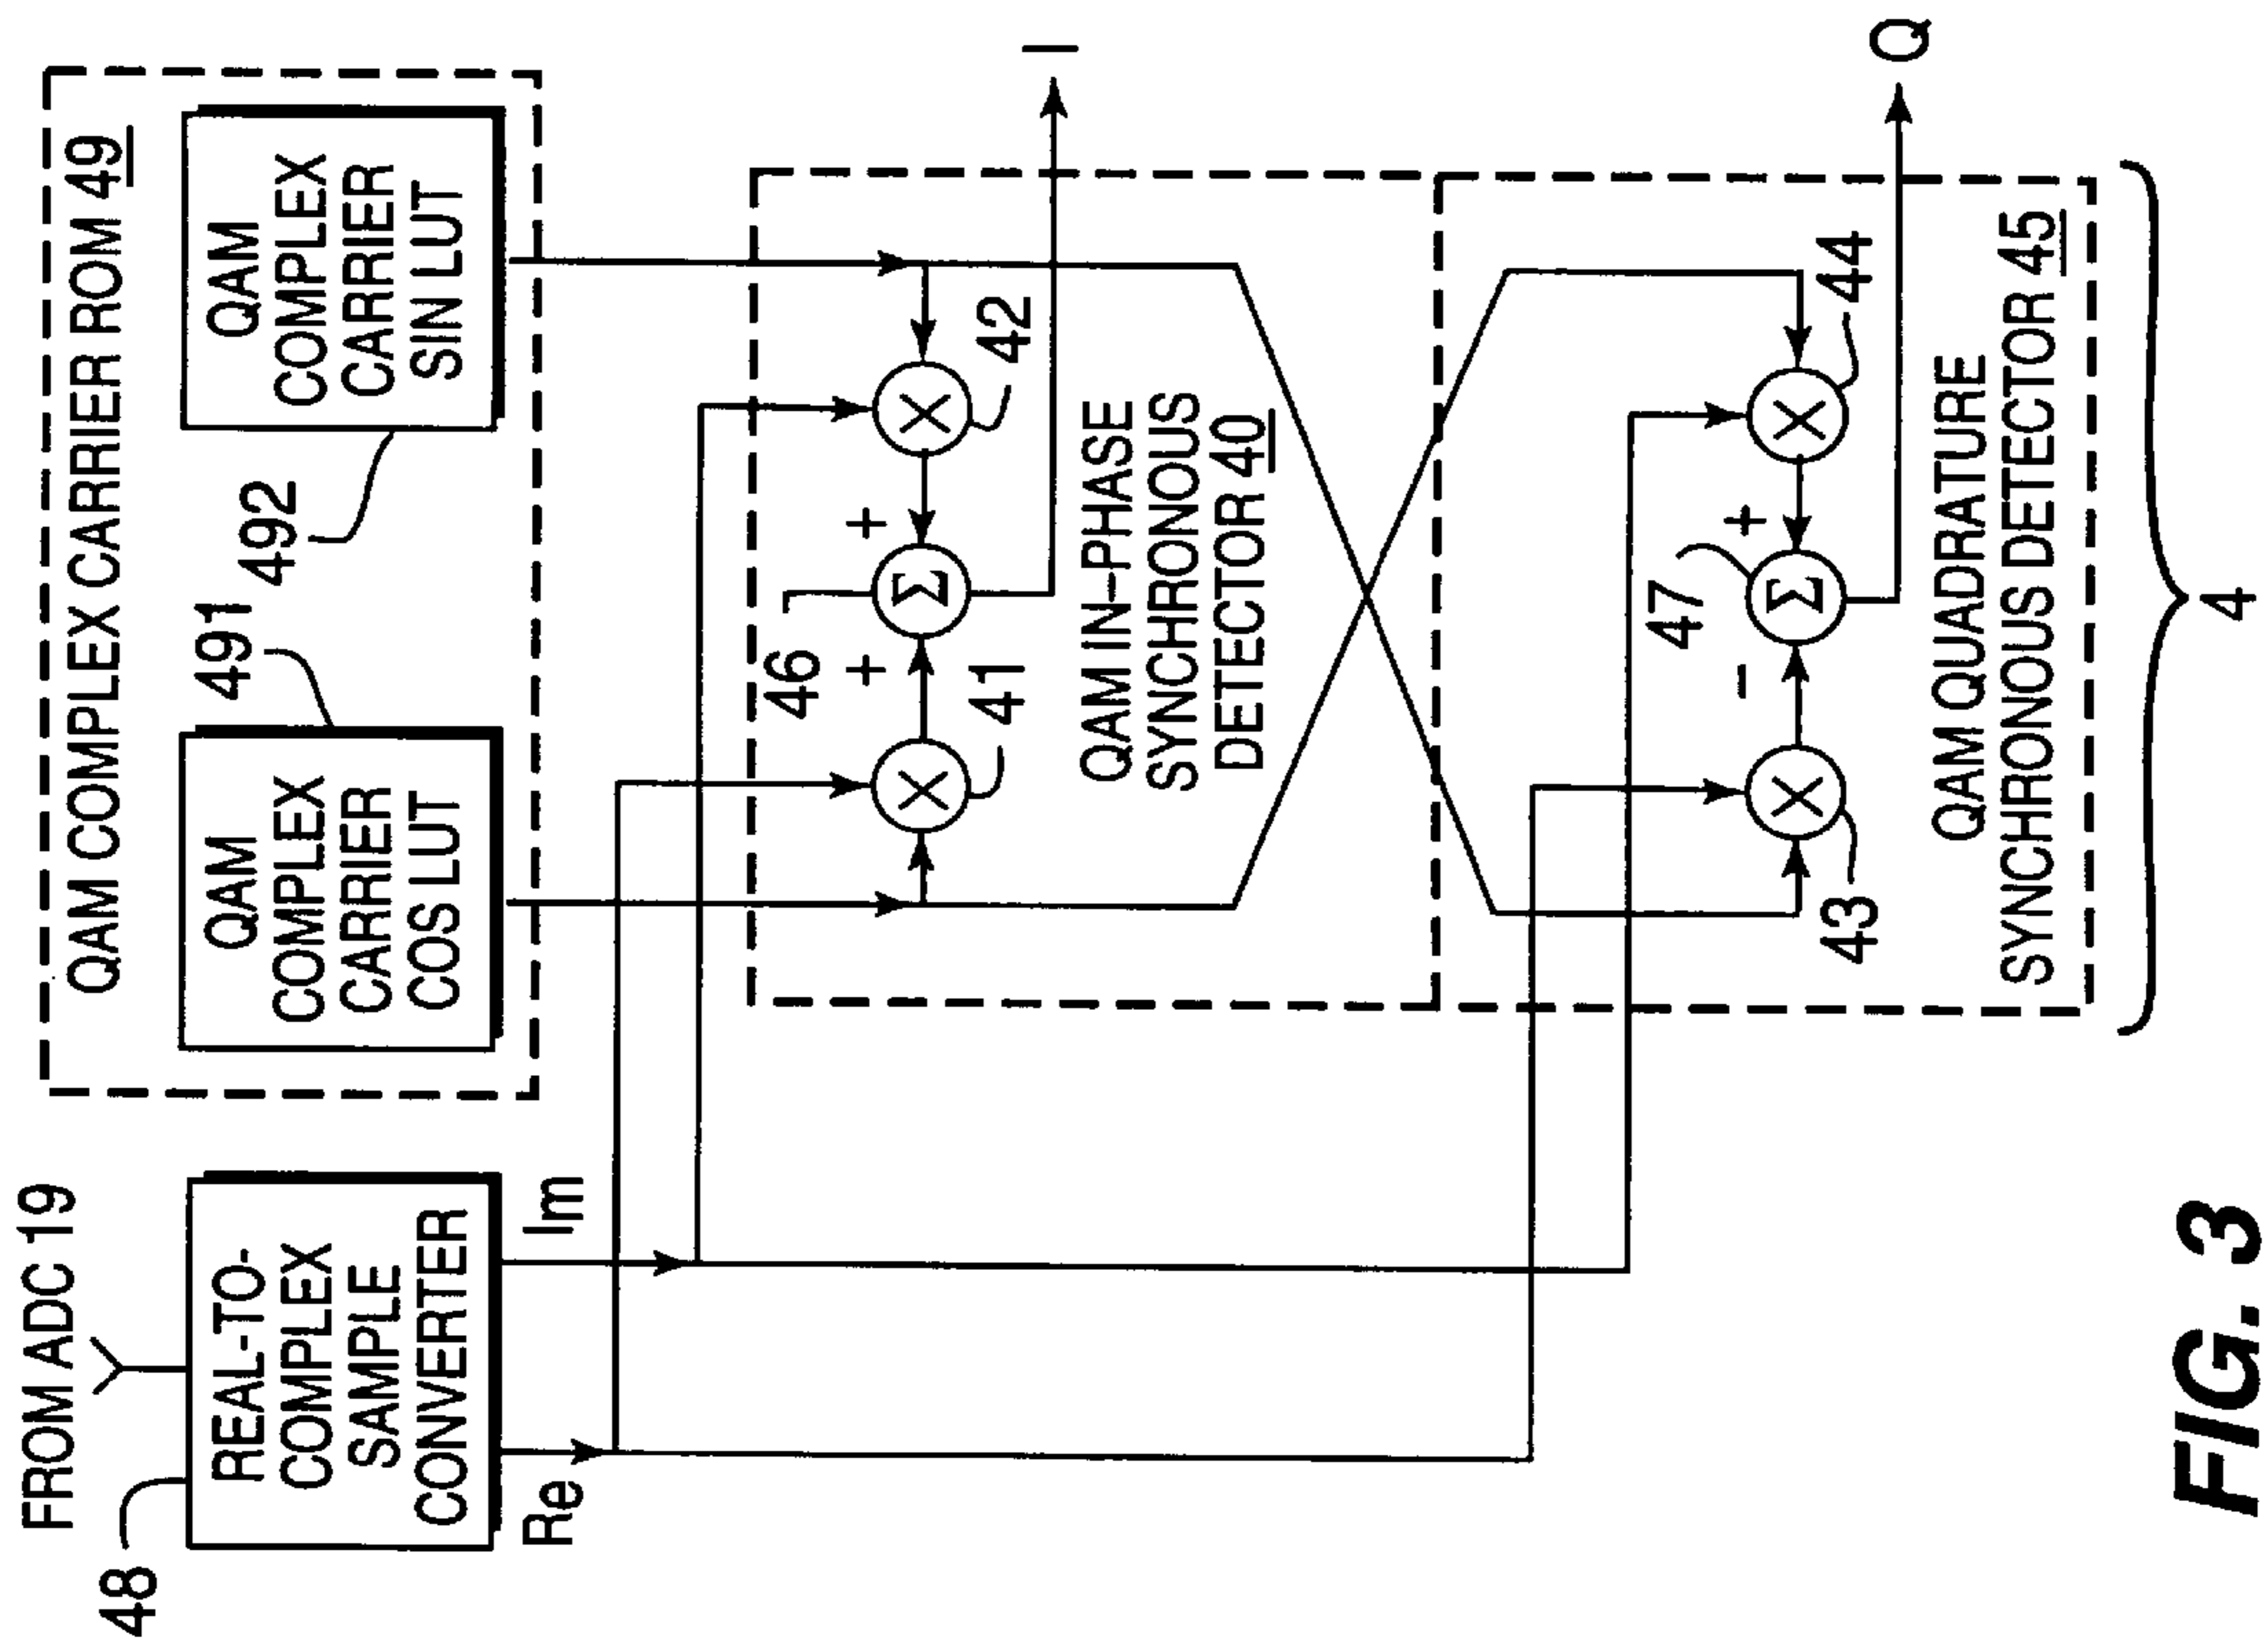 FROM ADC 19
48
REAL-TO-
COMPLEX
SAMPLE
CONVERTER
Re
Im
QAM COMPLEX CARRIER ROM 49
491
QAM
COMPLEX
CARRIER
COS LUT
492
QAM
COMPLEX
CARRIER
SIN LUT
46
+
+
X
Σ
X
41
42
I
QAM IN-PHASE
SYNCHRONOUS
DETECTOR 40
47
-
+
X
Σ
X
43
44
Q
QAM QUADRATURE
SYNCHRONOUS DETECTOR 45
4
FIG. 3